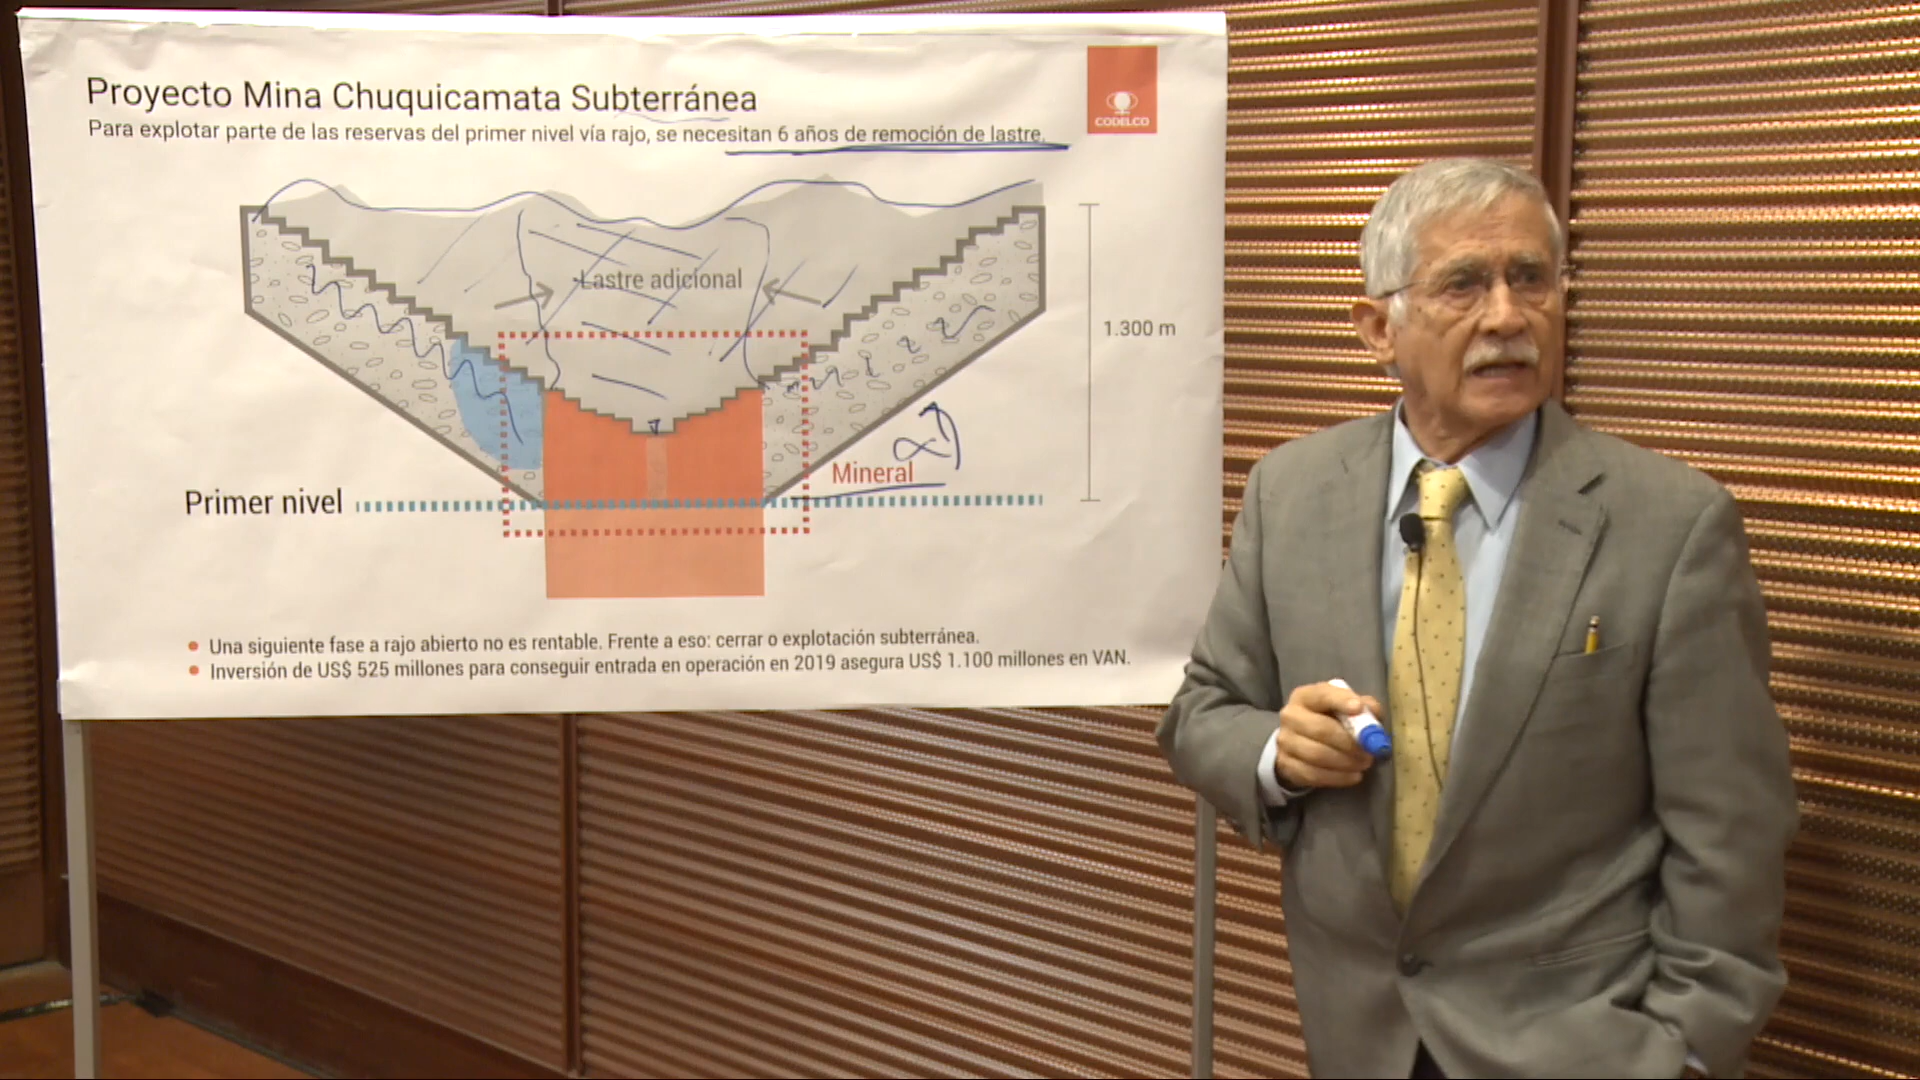 Proyecto Mina Chuquicamata Subterránea
Para explotar parte de las reservas del primer nivel vía rajo, se necesitan 6 años de remoción de lastre.
CODELCO
Lastre adicional
1.300 m
Mineral
Primer nivel
Una siguiente fase a rajo abierto no es rentable. Frente a eso: cerrar o explotación subterránea.
Inversión de US$ 525 millones para conseguir entrada en operación en 2019 asegura US$ 1.100 millones en VAN.